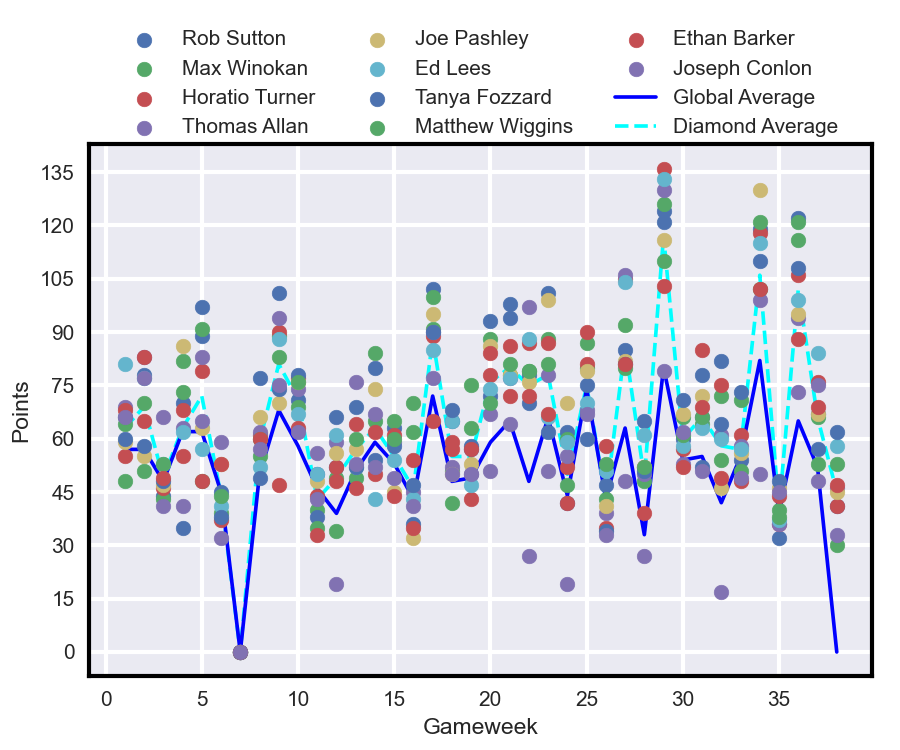 Rob Sutton
Max Winokan
Horatio Turner
Thomas Allan
Joe Pashley
Ed Lees
Tanya Fozzard
Matthew Wiggins
Ethan Barker
Joseph Conlon
Global Average
Diamond Average
135
120
105
90
75
60
45
30
15
0
Points
0 5 10 15 20 25 30 35
Gameweek